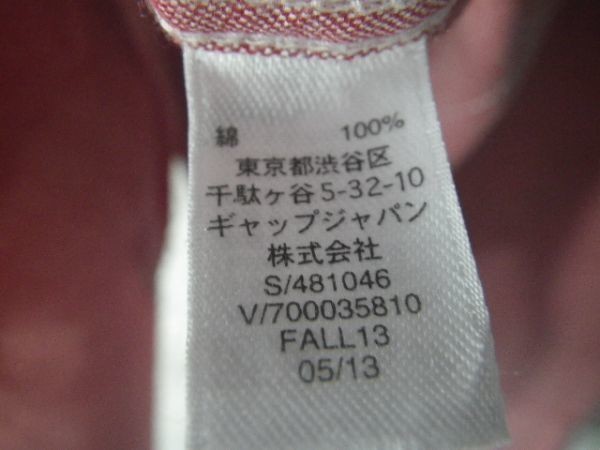 綿 100%
東京都渋谷区
千駄ヶ谷5-32-10
ギャップジャパン
株式会社
S/481046
V/700035810
FALL13
05/13